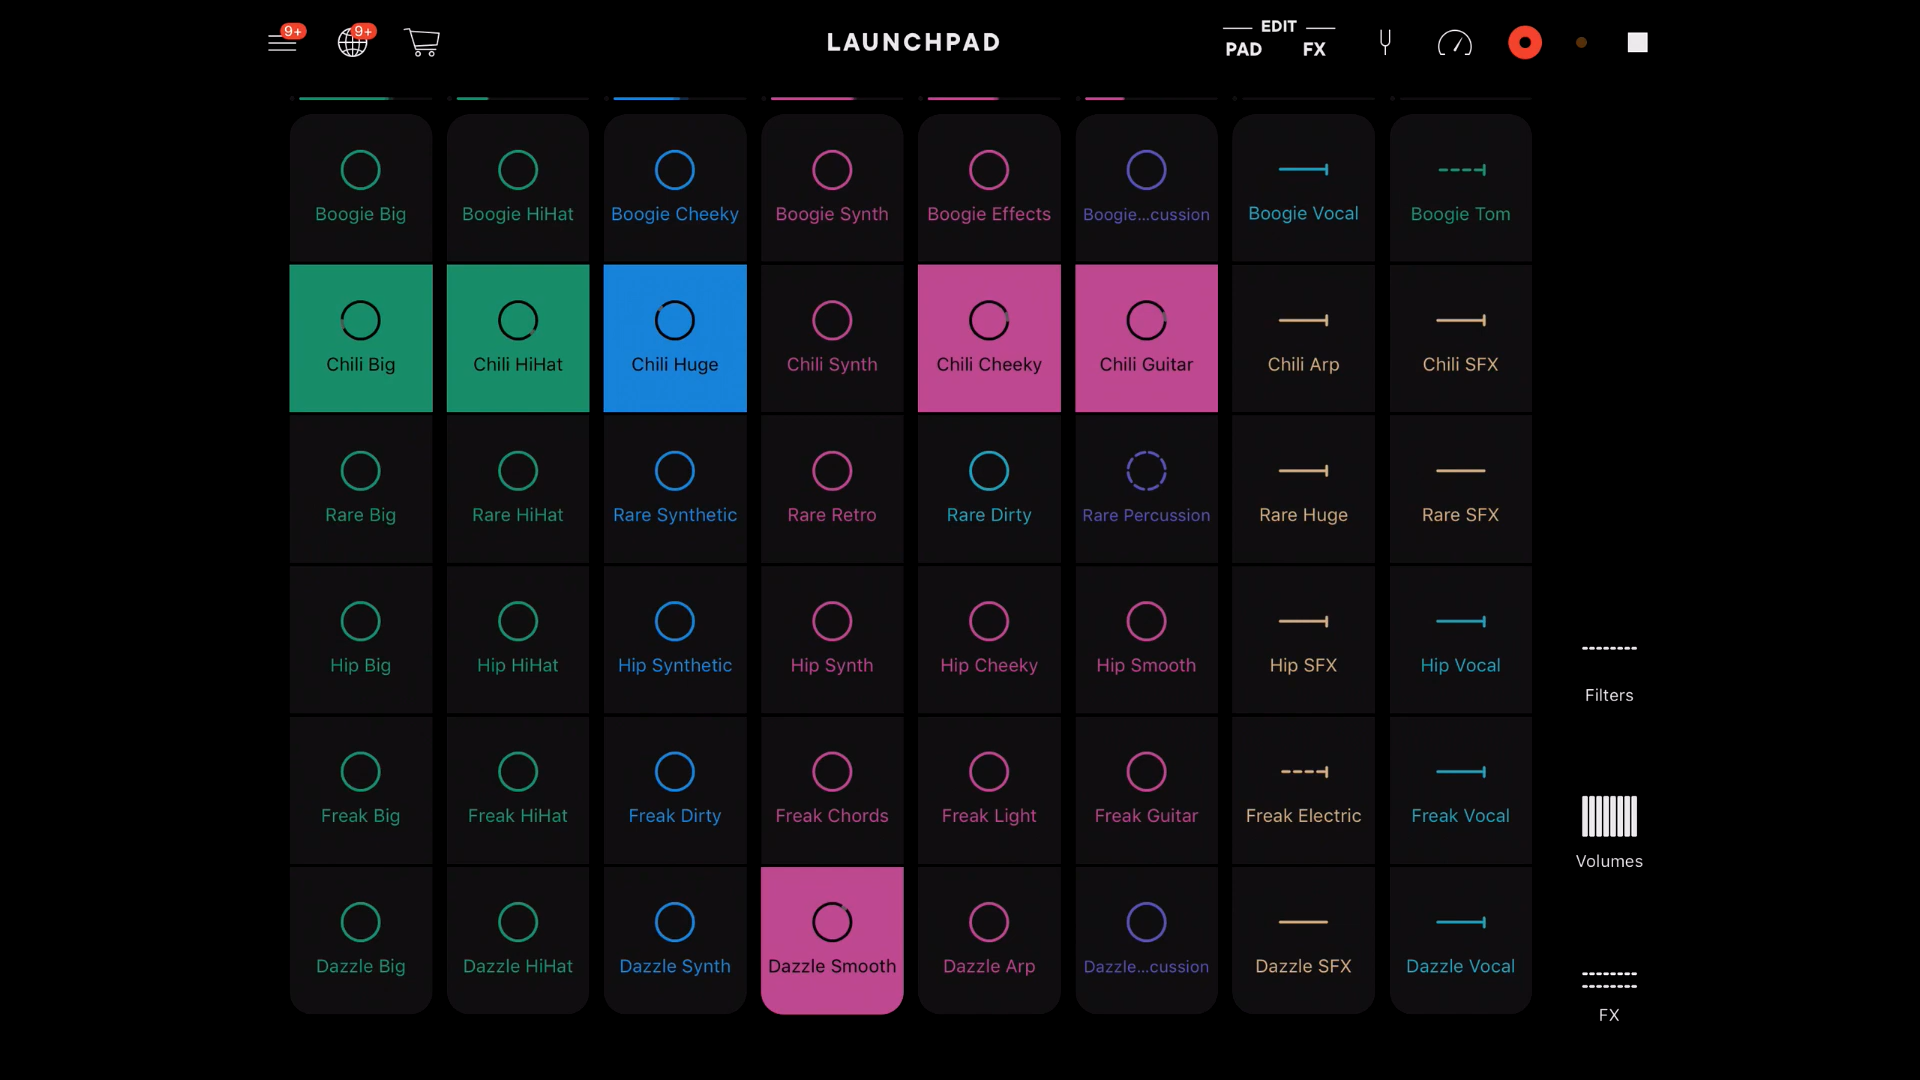 9+
9+
LAUNCHPAD
EDIT
PAD FX
Boogie Big
Boogie HiHat
Boogie Cheeky
Boogie Synth
Boogie Effects
Boogie...cussion
Boogie Vocal
Boogie Tom
Chili Big
Chili HiHat
Chili Huge
Chili Synth
Chili Cheeky
Chili Guitar
Chili Arp
Chili SFX
Rare Big
Rare HiHat
Rare Synthetic
Rare Retro
Rare Dirty
Rare Percussion
Rare Huge
Rare SFX
Hip Big
Hip HiHat
Hip Synthetic
Hip Synth
Hip Cheeky
Hip Smooth
Hip SFX
Hip Vocal
Filters
Freak Big
Freak HiHat
Freak Dirty
Freak Chords
Freak Light
Freak Guitar
Freak Electric
Freak Vocal
Volumes
Dazzle Big
Dazzle HiHat
Dazzle Synth
Dazzle Smooth
Dazzle Arp
Dazzle...cussion
Dazzle SFX
Dazzle Vocal
FX